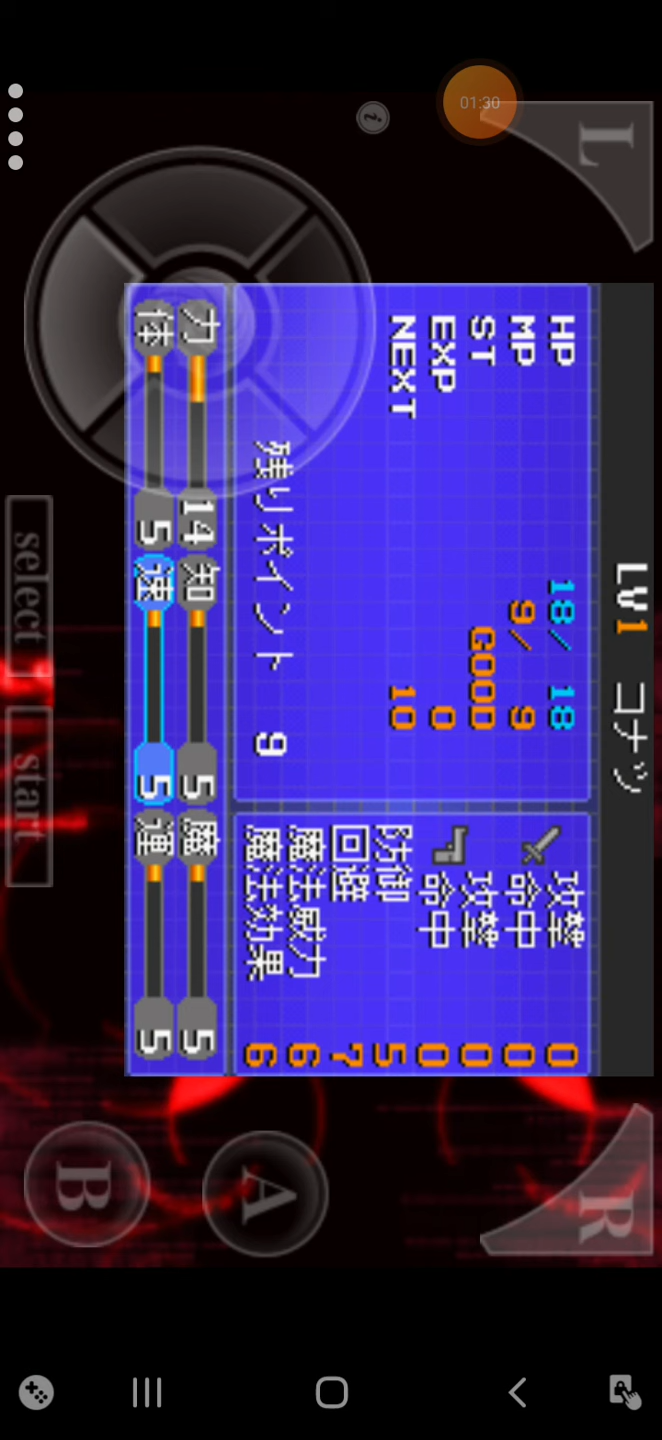 01:30
L
LV1 コナツ
HP 18/ 18
MP 9/ 9
ST GOOD
EXP 0
NEXT 10
残りポイント 9
攻撃 0
命中 0
攻撃 0
命中 0
防御 5
回避 7
魔法威力 6
魔法効果 6
力 14 知 5 魔 5
体 5 速 5 運 5
select
start
R
A
B